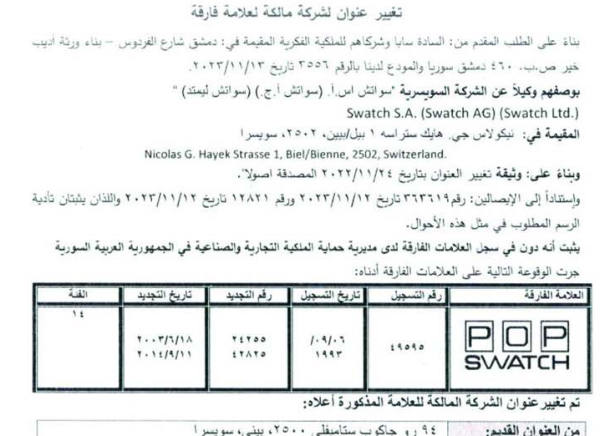 تغيير عنوان لشركة مالكة لعلامة فارقة
بناءً على الطلب المقدم من: السادة سابا وشركاهم للملكية الفكرية المقيمة في: دمشق شارع الفردوس – بناء ورثة أديب
خير ص.ب. ٤٦٠ دمشق سوريا والمودع لدينا بالرقم ٣٥٥٦ تاريخ ٢٠٢٣/١١/١٣.
بوصفهم وكيلاً عن الشركة السويسرية " سواتش اس.آ. (سواتش أ.ج.) (سواتش ليمتد) "
Swatch S.A. (Swatch AG) (Swatch Ltd.)
المقيمة في: نيكولاس جي. هايك ستراسه ١ بيل/بيين، ٢٥٠٢، سويسرا
Nicolas G. Hayek Strasse 1, Biel/Bienne, 2502, Switzerland.
وبناءً على: وثيقة تغيير العنوان بتاريخ ٢٠٢٢/١١/٢٤ المصدقة اصولاً".
وإستناداً إلى الإيصالين: رقم٣٦٣٦١٩ تاريخ ٢٠٢٣/١١/١٢ ورقم ١٢٨٢١ تاريخ ٢٠٢٣/١١/١٢ واللذان يثبتان تأدية
الرسم المطلوب في مثل هذه الأحوال.
يثبت أنه دون في سجل العلامات الفارقة لدى مديرية حماية الملكية التجارية والصناعية في الجمهورية العربية السورية
جرت الوقوعة التالية على العلامات الفارقة أدناه:
العلامة الفارقة رقم التسجيل تاريخ التسجيل رقم التجديد تاريخ التجديد الفئة
POP SWATCH ٤٩٥٩٥ /٠٩/٠٦ ٢٤٢٥٥ ٢٠٠٣/٦/١٨ ١٤
١٩٩٣ ٤٢٨٢٥ ٢٠١٤/٩/١١
تم تغيير عنوان الشركة المالكة للعلامة المذكورة أعلاه:
من العنوان القديم: ٩٤ رو جاكوب ستامبفلي ٢٥٠٠، بيني، سويسرا